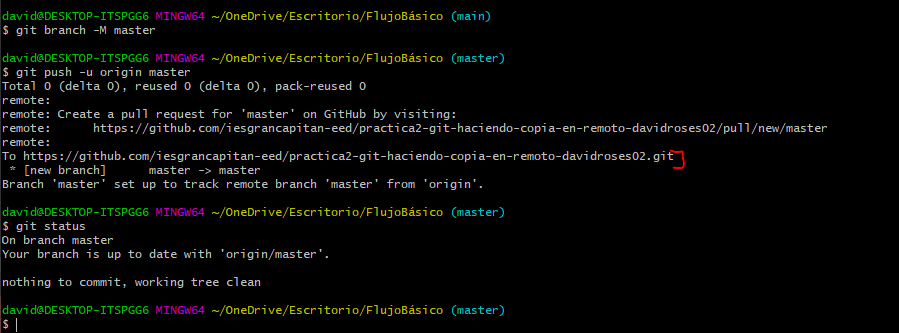 david@DESKTOP-ITSPGG6 MINGW64 ~/OneDrive/Escritorio/FlujoBásico (main)
$ git branch -M master
david@DESKTOP-ITSPGG6 MINGW64 ~/OneDrive/Escritorio/FlujoBásico (master)
$ git push -u origin master
Total 0 (delta 0), reused 0 (delta 0), pack-reused 0
remote:
remote: Create a pull request for 'master' on GitHub by visiting:
remote:      https://github.com/iesgrancapitan-eed/practica2-git-haciendo-copia-en-remoto-davidroses02/pull/new/master
remote:
To https://github.com/iesgrancapitan-eed/practica2-git-haciendo-copia-en-remoto-davidroses02.git
 * [new branch]      master -> master
Branch 'master' set up to track remote branch 'master' from 'origin'.
david@DESKTOP-ITSPGG6 MINGW64 ~/OneDrive/Escritorio/FlujoBásico (master)
$ git status
On branch master
Your branch is up to date with 'origin/master'.
nothing to commit, working tree clean
david@DESKTOP-ITSPGG6 MINGW64 ~/OneDrive/Escritorio/FlujoBásico (master)
$